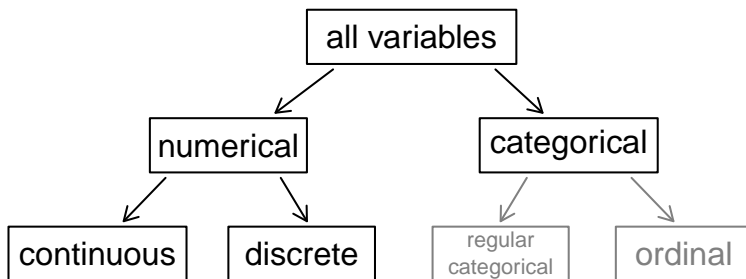 all variables
numerical
categorical
continuous
discrete
regular
categorical
ordinal